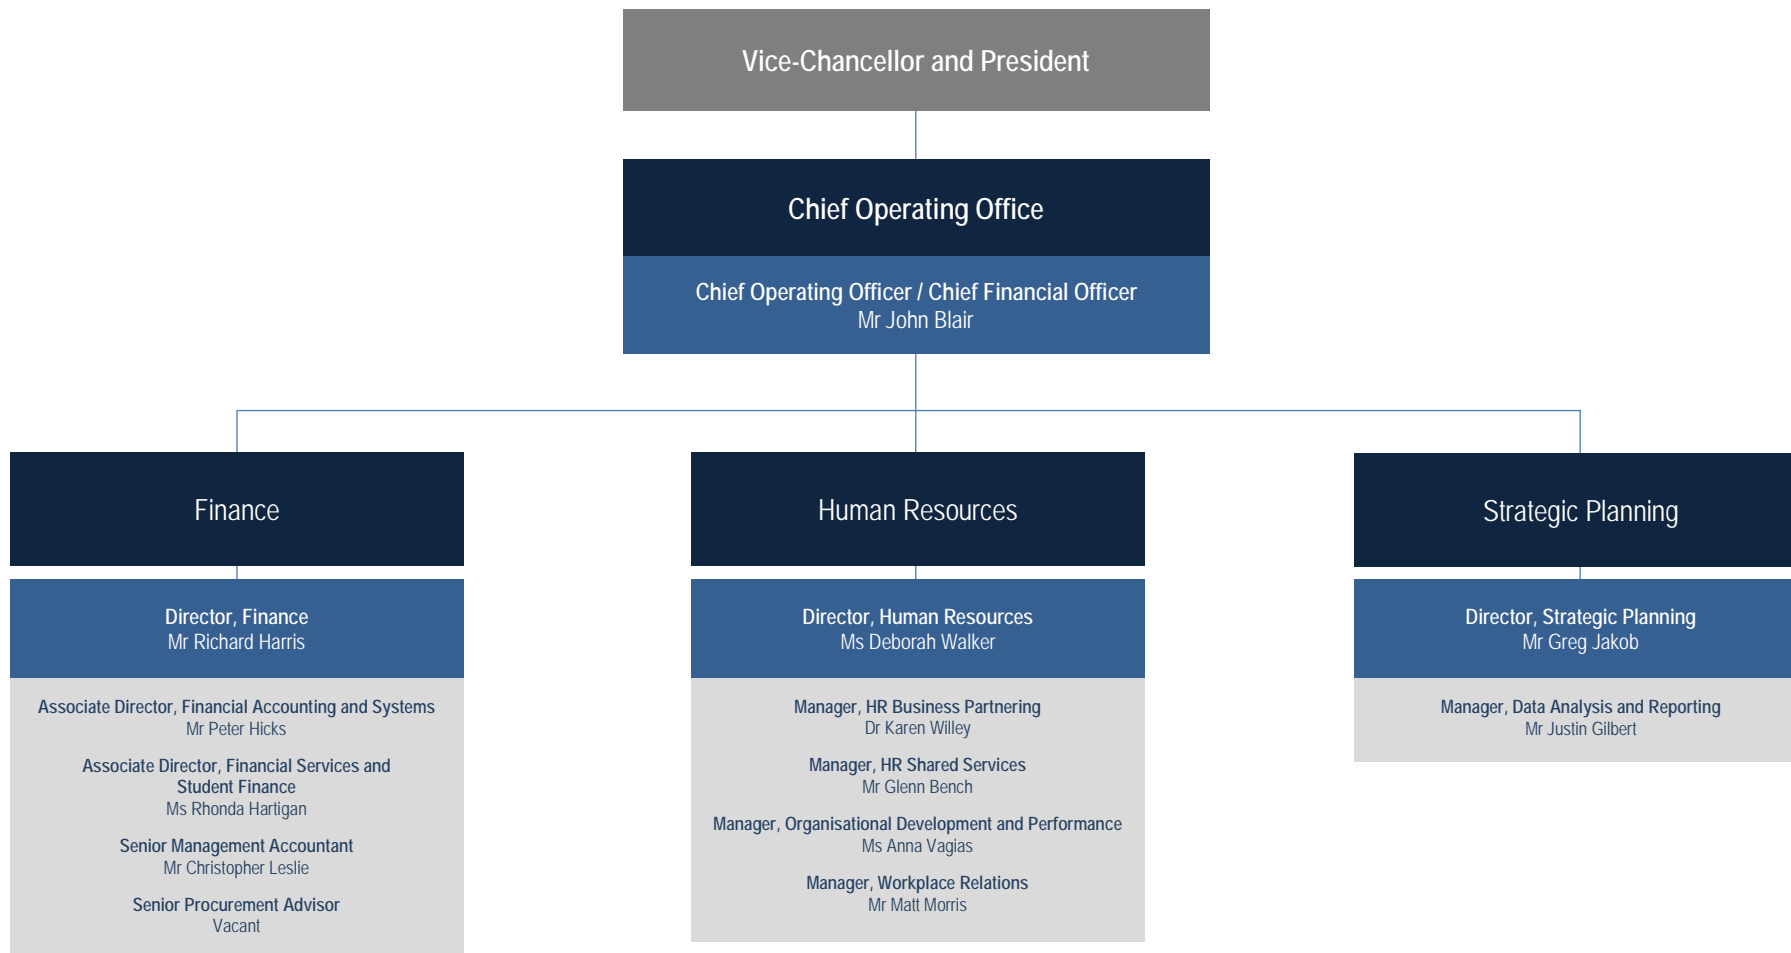 Vice-Chancellor and President
Chief Operating Office
Chief Operating Officer / Chief Financial Officer
Mr John Blair
Finance
Director, Finance
Mr Richard Harris
Associate Director, Financial Accounting and Systems
Mr Peter Hicks
Associate Director, Financial Services and
Student Finance
Ms Rhonda Hartigan
Senior Management Accountant
Mr Christopher Leslie
Senior Procurement Advisor
Vacant
Human Resources
Director, Human Resources
Ms Deborah Walker
Manager, HR Business Partnering
Dr Karen Willey
Manager, HR Shared Services
Mr Glenn Bench
Manager, Organisational Development and Performance
Ms Anna Vagias
Manager, Workplace Relations
Mr Matt Morris
Strategic Planning
Director, Strategic Planning
Mr Greg Jakob
Manager, Data Analysis and Reporting
Mr Justin Gilbert